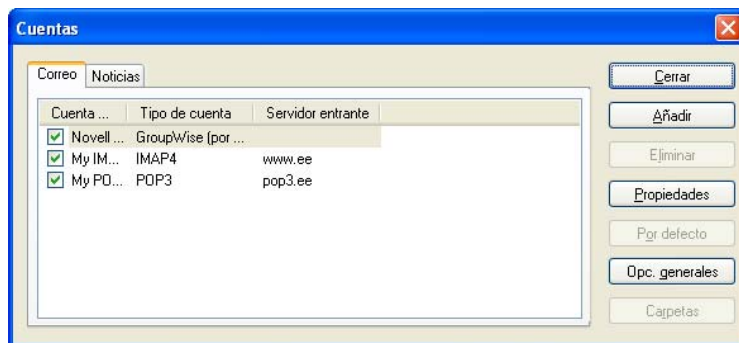 Cuentas
Correo Noticias
Cuenta ... Tipo de cuenta Servidor entrante
Novell ... GroupWise (por ...
My IM... IMAP4 www.ee
My PO... POP3 pop3.ee
Cerrar
Añadir
Eliminar
Propiedades
Por defecto
Opc. generales
Carpetas